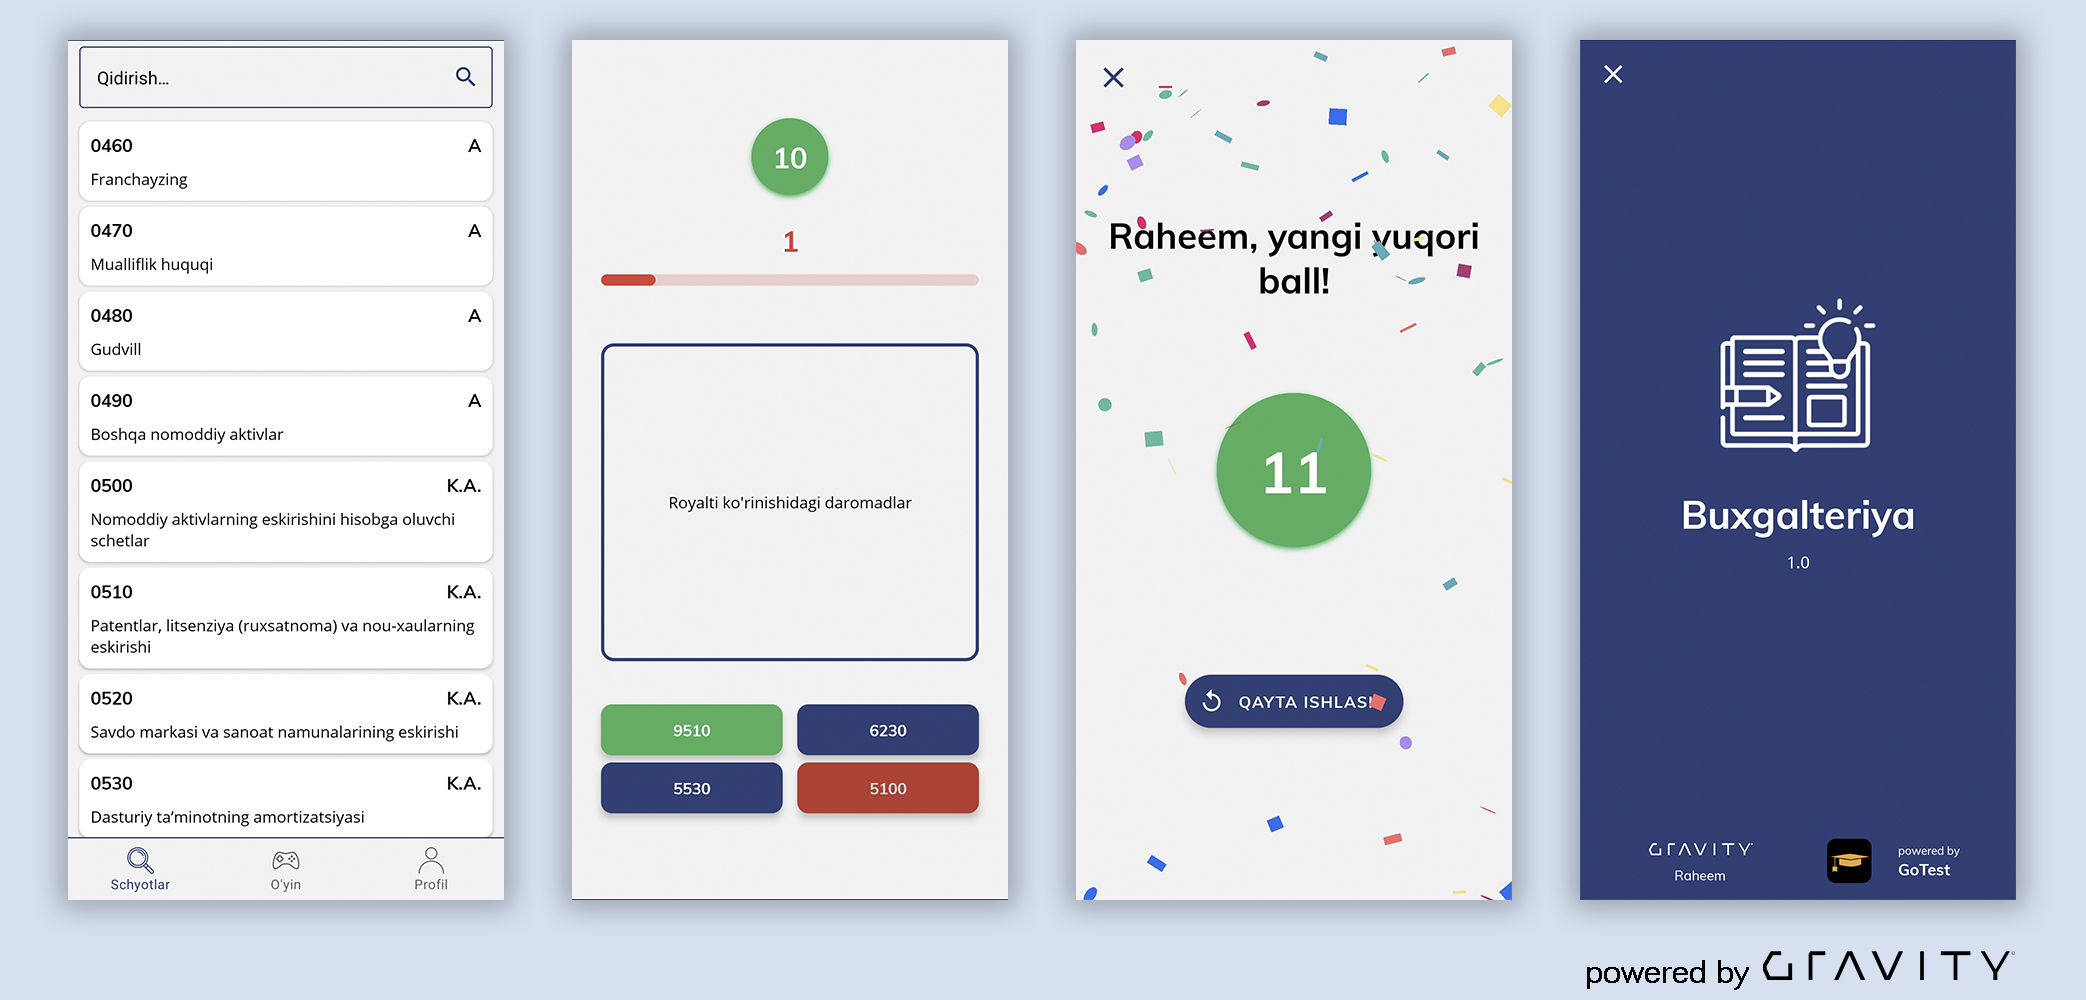 Qidirish...
0460 A
Franchayzing
0470 A
Mualliflik huquqi
0480 A
Gudvill
0490 A
Boshqa nomoddiy aktivlar
0500 K.A.
Nomoddiy aktivlarning eskirishini hisobga oluvchi
schetlar
0510 K.A.
Patentlar, litsenziya (ruxsatnoma) va nou-xaularning
eskirishi
0520 K.A.
Savdo markasi va sanoat namunalarining eskirishi
0530 K.A.
Dasturiy ta’minotning amortizatsiyasi
Schyotlar O'yin Profil
10
1
Royalti ko'rinishidagi daromadlar
9510 6230
5530 5100
Raheem, yangi yuqori
ball!
11
QAYTA ISHLASH
Buxgalteriya
1.0
GRAVITY
Raheem
powered by
GoTest
powered by GRAVITY